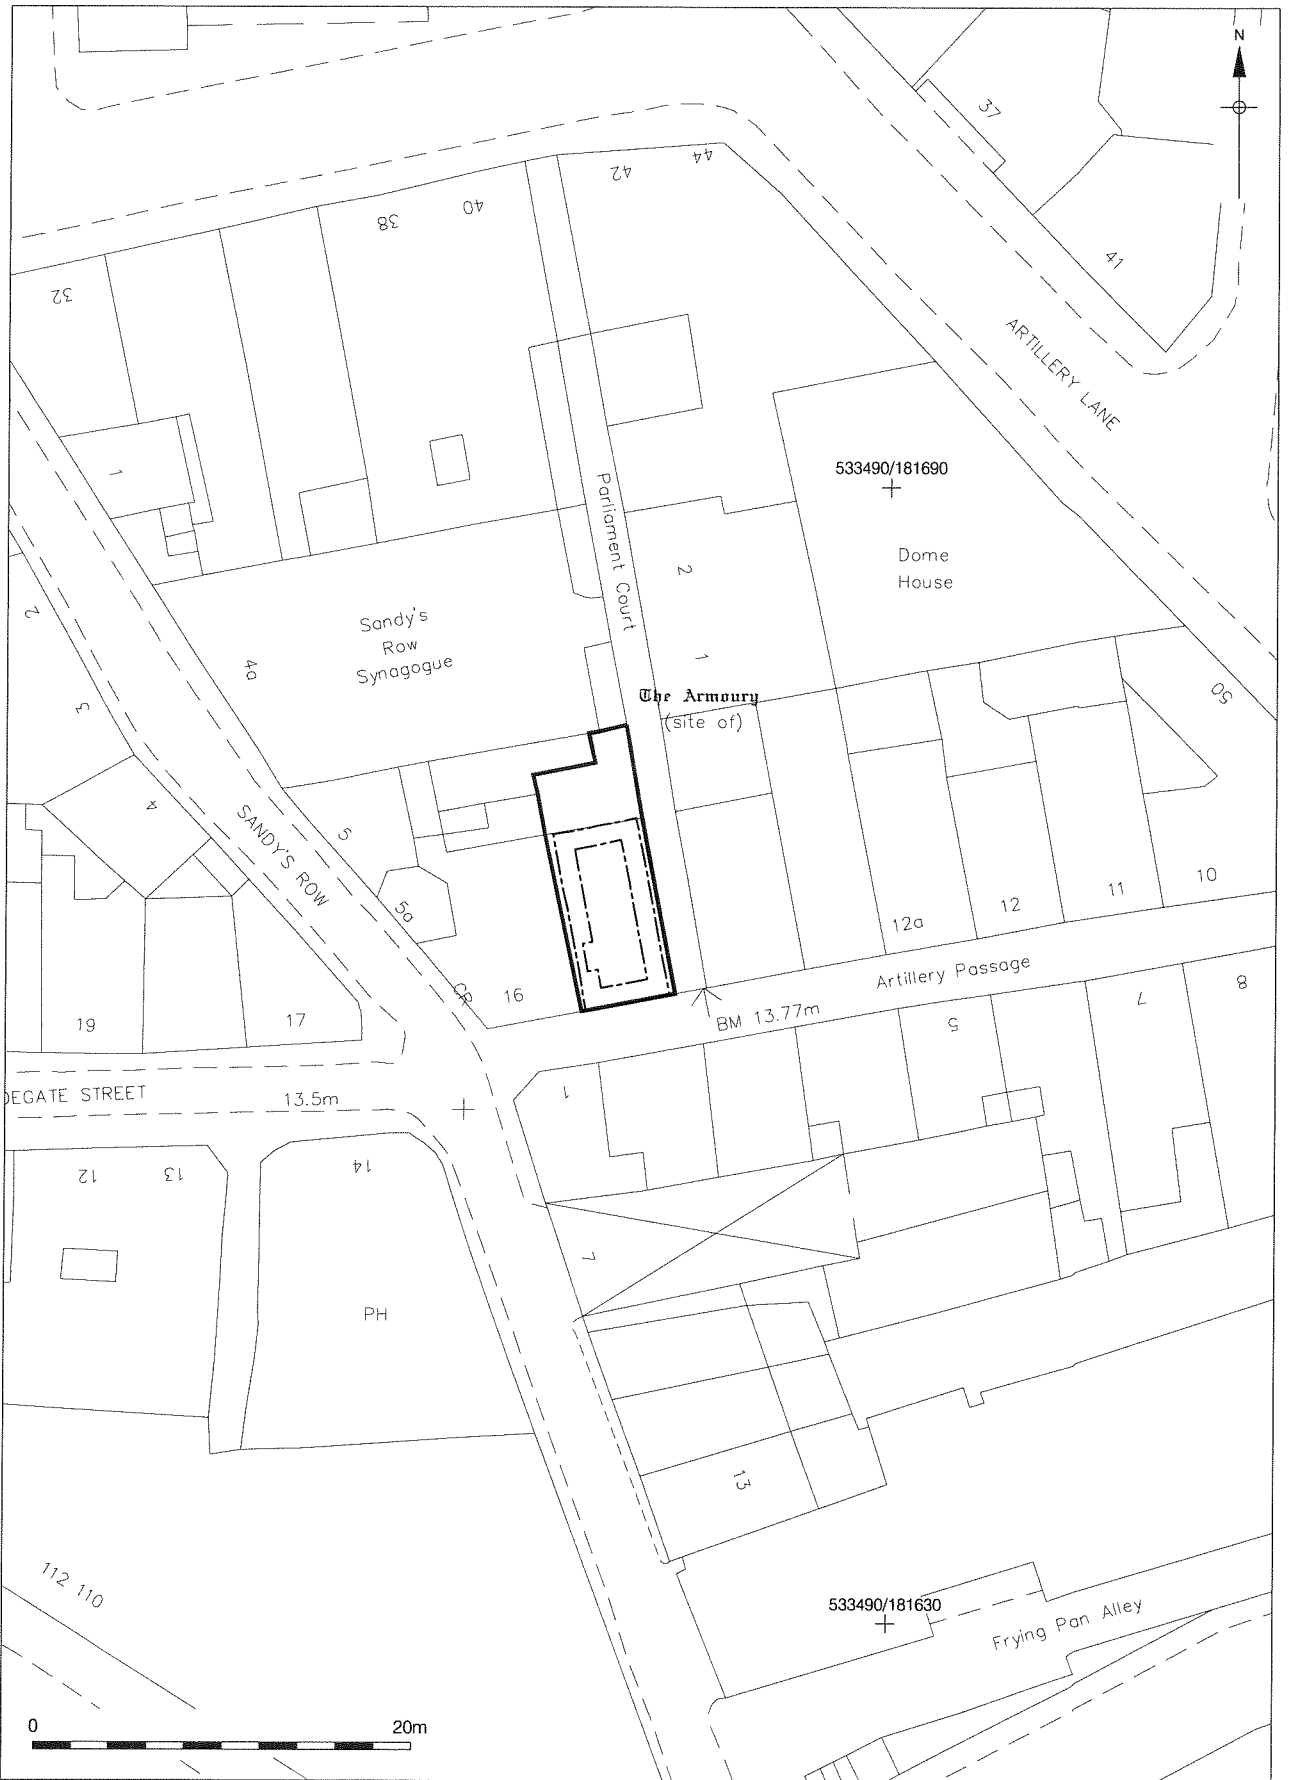 N
37
44
42
40
38
32
41
ARTILLERY LANE
1
533490/181690
Parliament Court
Dome
House
2
2
Sandy's
Row
Synagogue
4a
1
The Armoury
(site of)
50
3
4
SANDY'S ROW
5
5a
10
11
12
12a
CR
16
Artillery Passage
BM 13.77m
19
17
5
7
8
1
DEGATE STREET
13.5m
12
13
14
7
PH
13
112 110
533490/181630
Frying Pan Alley
0
20m